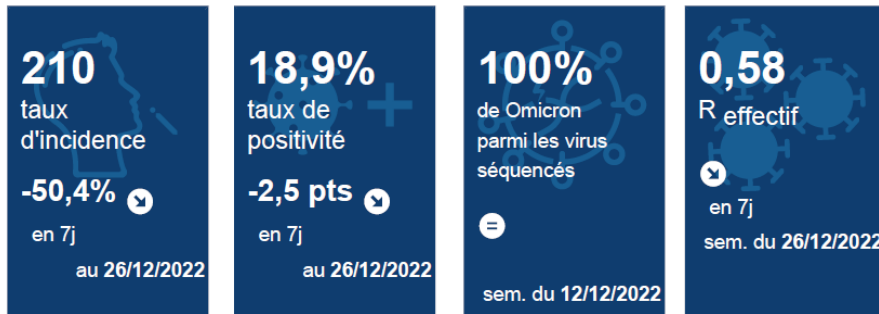 210
taux
d'incidence
-50,4%
en 7j
au 26/12/2022
18,9%
taux de
positivité
-2,5 pts
en 7j
au 26/12/2022
100%
de Omicron
parmi les virus
séquencés
=
sem. du 12/12/2022
0,58
R effectif
en 7j
sem. du 26/12/2022